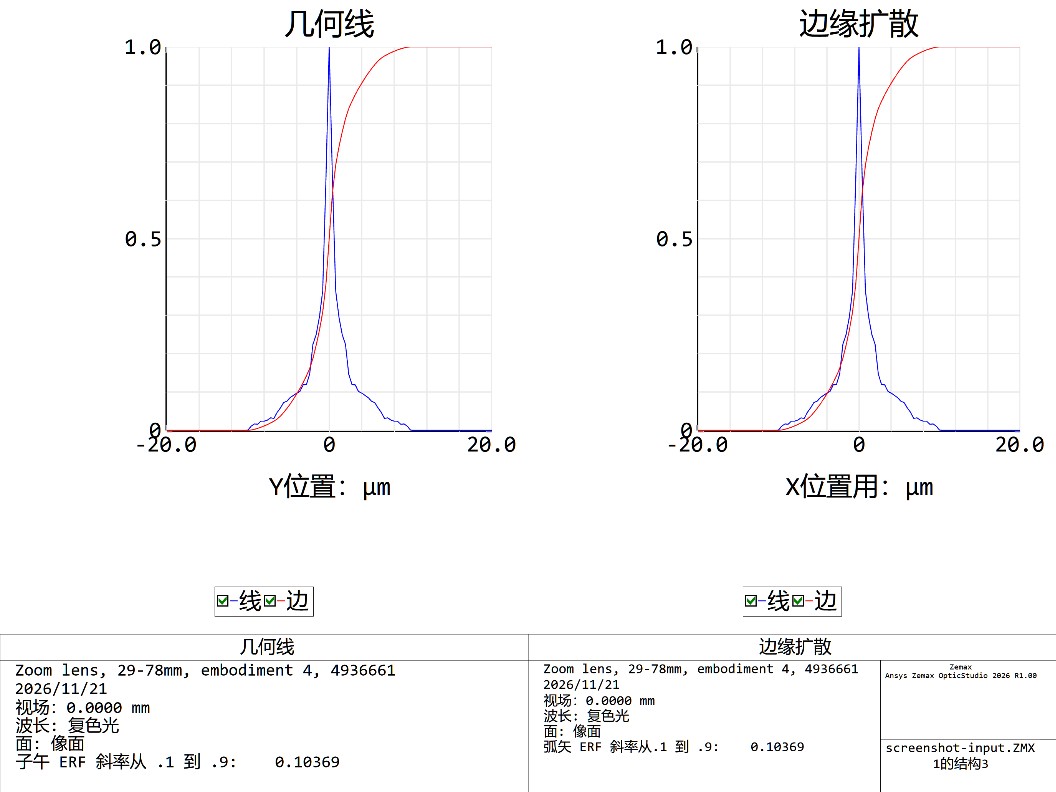 几何线
1.0
0.5
0
-20.0 0 20.0
Y位置: μm
线 边
边缘扩散
1.0
0.5
0
-20.0 0 20.0
X位置用: μm
线 边
几何线
Zoom lens, 29-78mm, embodiment 4, 4936661
2026/11/21
视场: 0.0000 mm
波长: 复色光
面: 像面
子午 ERF 斜率从 .1 到 .9: 0.10369
边缘扩散
Zoom lens, 29-78mm, embodiment 4, 4936661
2026/11/21
视场: 0.0000 mm
波长: 复色光
面: 像面
弧矢 ERF 斜率从.1 到 .9: 0.10369
Zemax
Ansys Zemax OpticStudio 2026 R1.00
screenshot-input.ZMX
1的结构3